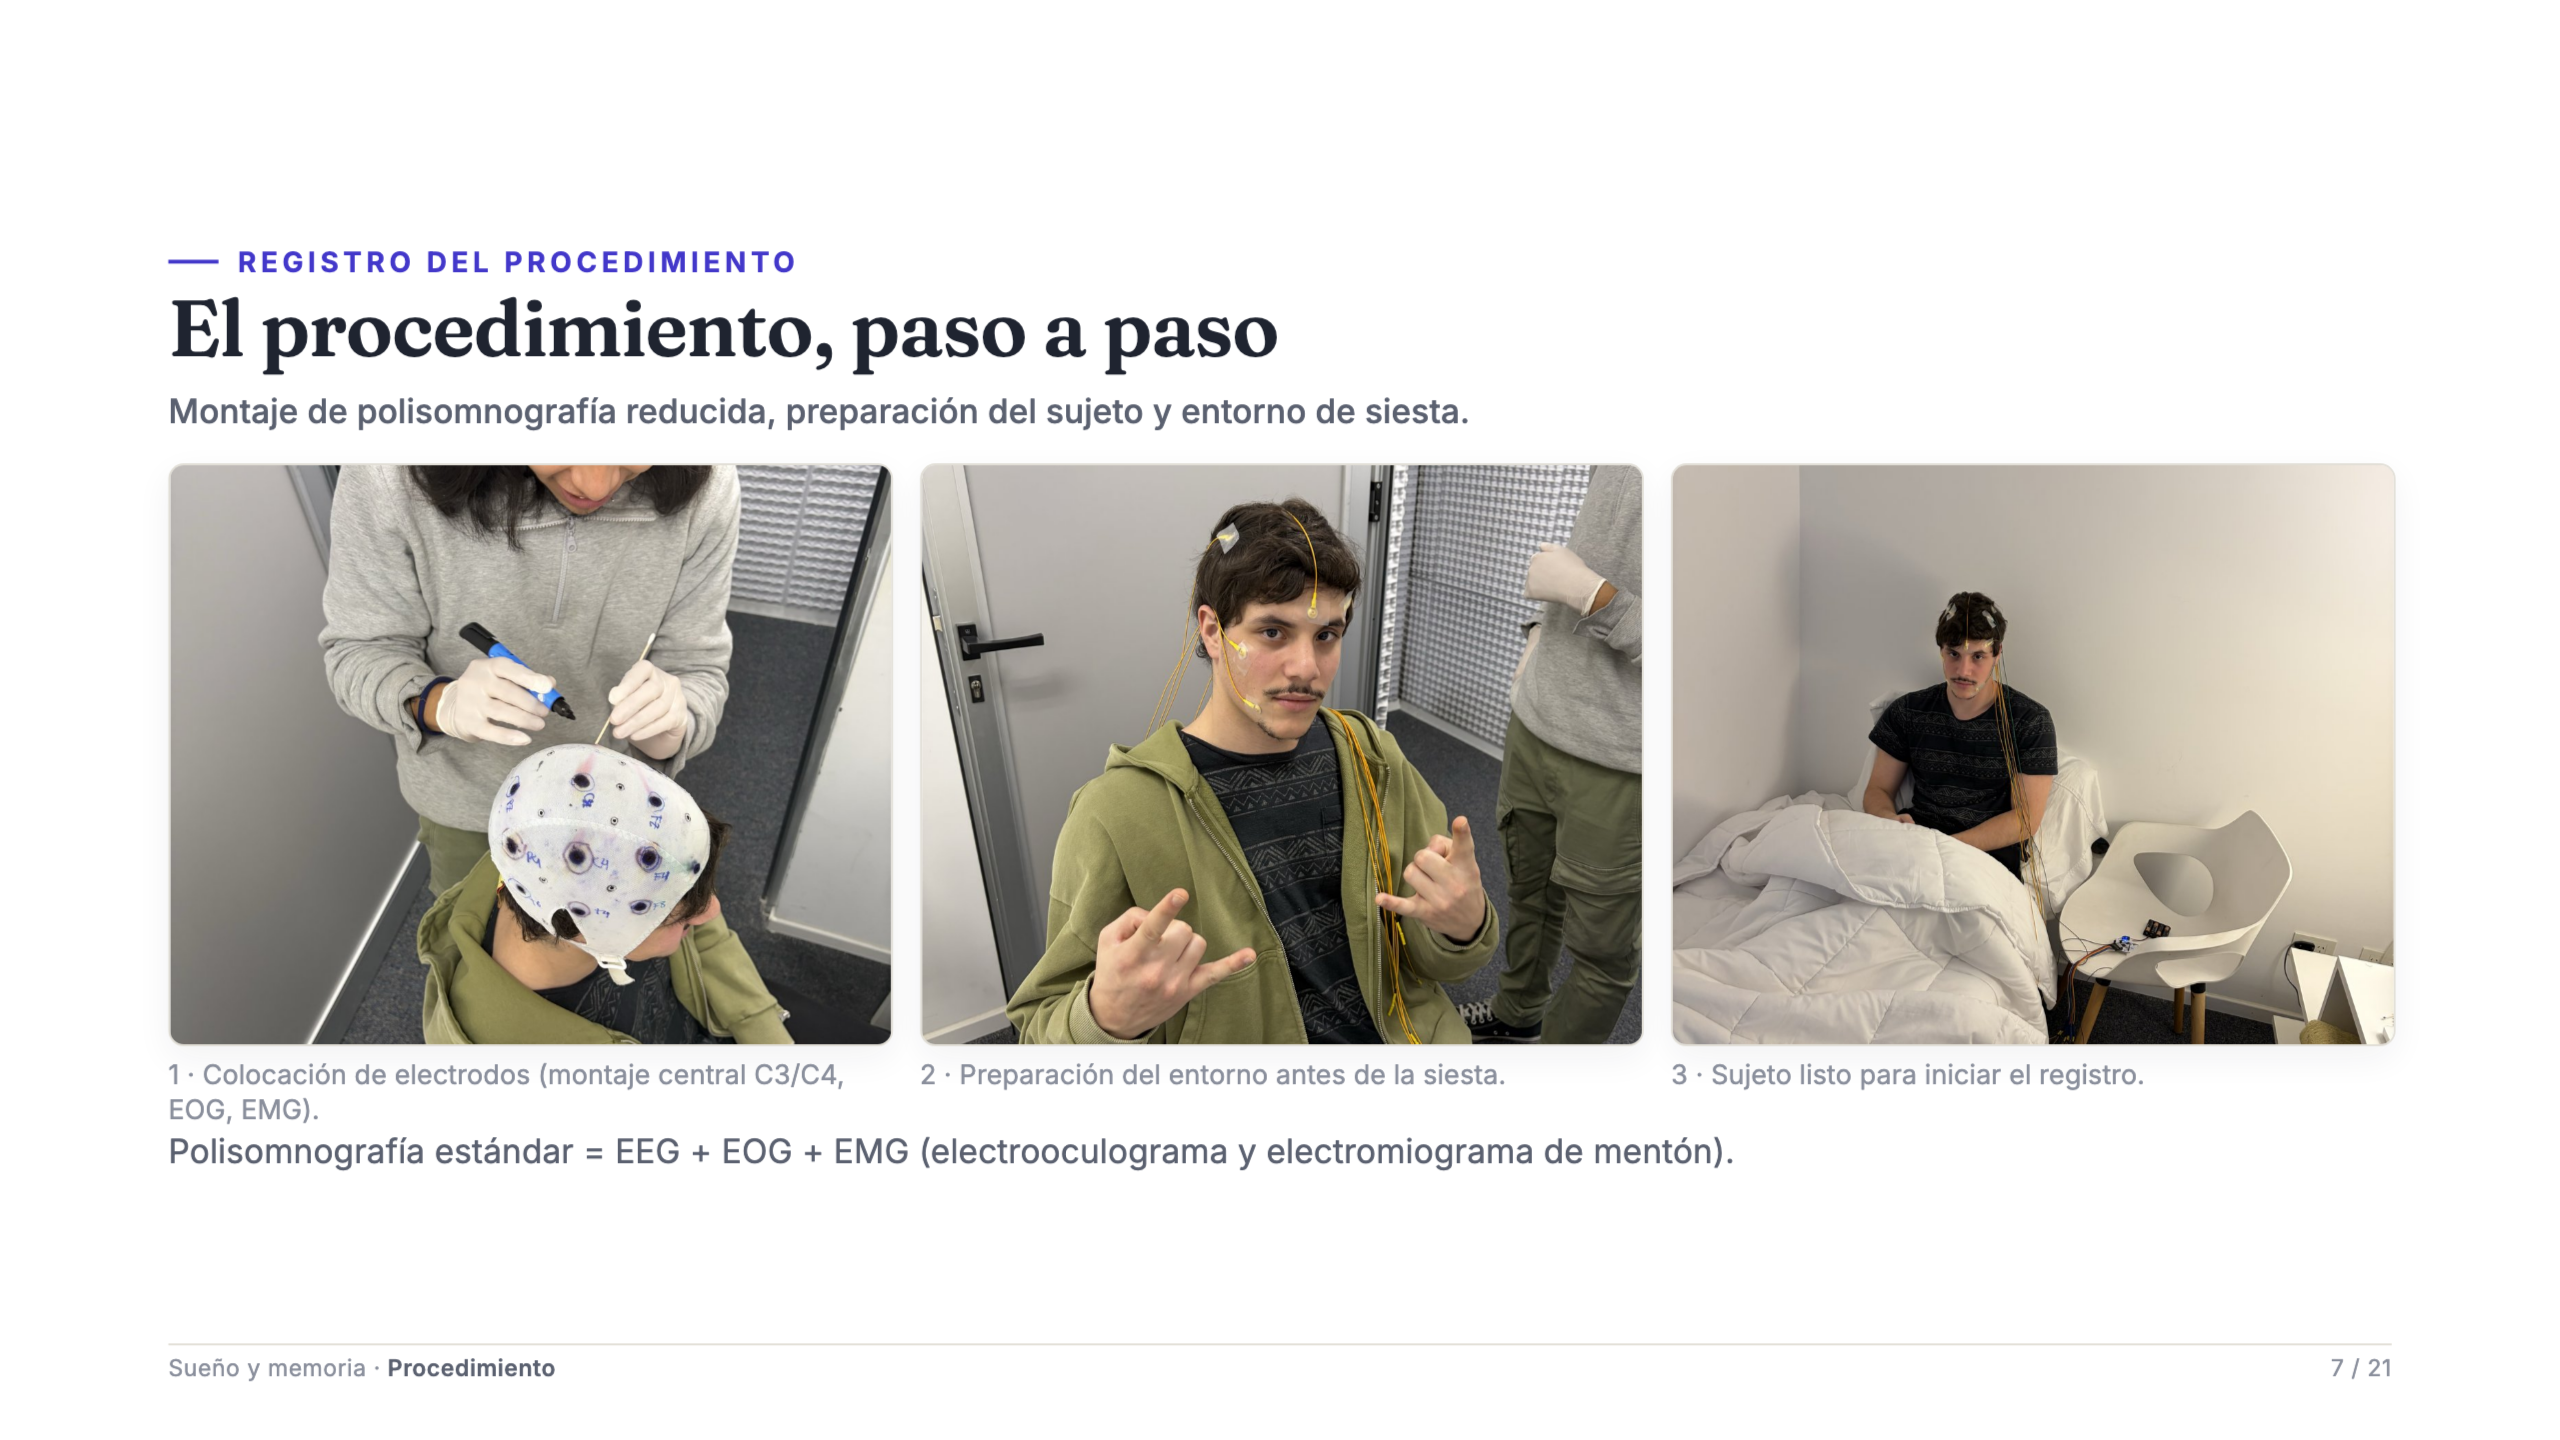 REGISTRO DEL PROCEDIMIENTO
El procedimiento, paso a paso
Montaje de polisomnografía reducida, preparación del sujeto y entorno de siesta.
C4
1 · Colocación de electrodos (montaje central C3/C4,
EOG, EMG).
2 · Preparación del entorno antes de la siesta.
3 · Sujeto listo para iniciar el registro.
Polisomnografía estándar = EEG + EOG + EMG (electrooculograma y electromiograma de mentón).
Sueño y memoria · Procedimiento
7 / 21